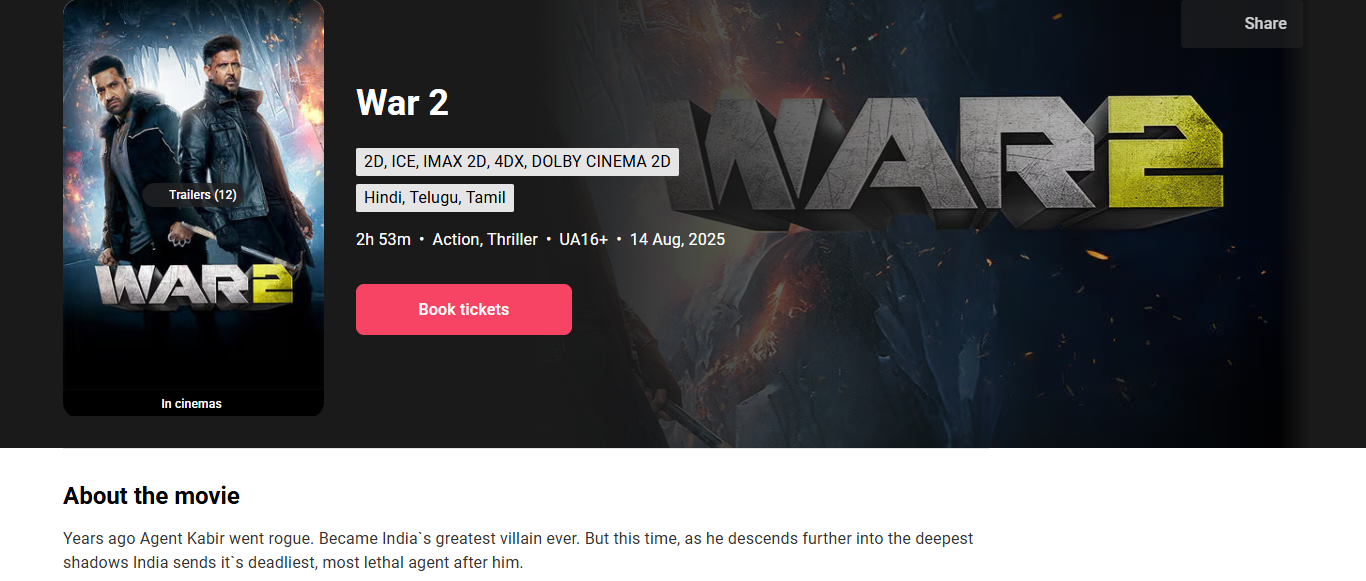 Share
WAR2
Trailers (12)
WAR2
In cinemas
War 2
2D, ICE, IMAX 2D, 4DX, DOLBY CINEMA 2D
Hindi, Telugu, Tamil
2h 53m • Action, Thriller • UA16+ • 14 Aug, 2025
Book tickets
About the movie
Years ago Agent Kabir went rogue. Became India`s greatest villain ever. But this time, as he descends further into the deepest
shadows India sends it`s deadliest, most lethal agent after him.